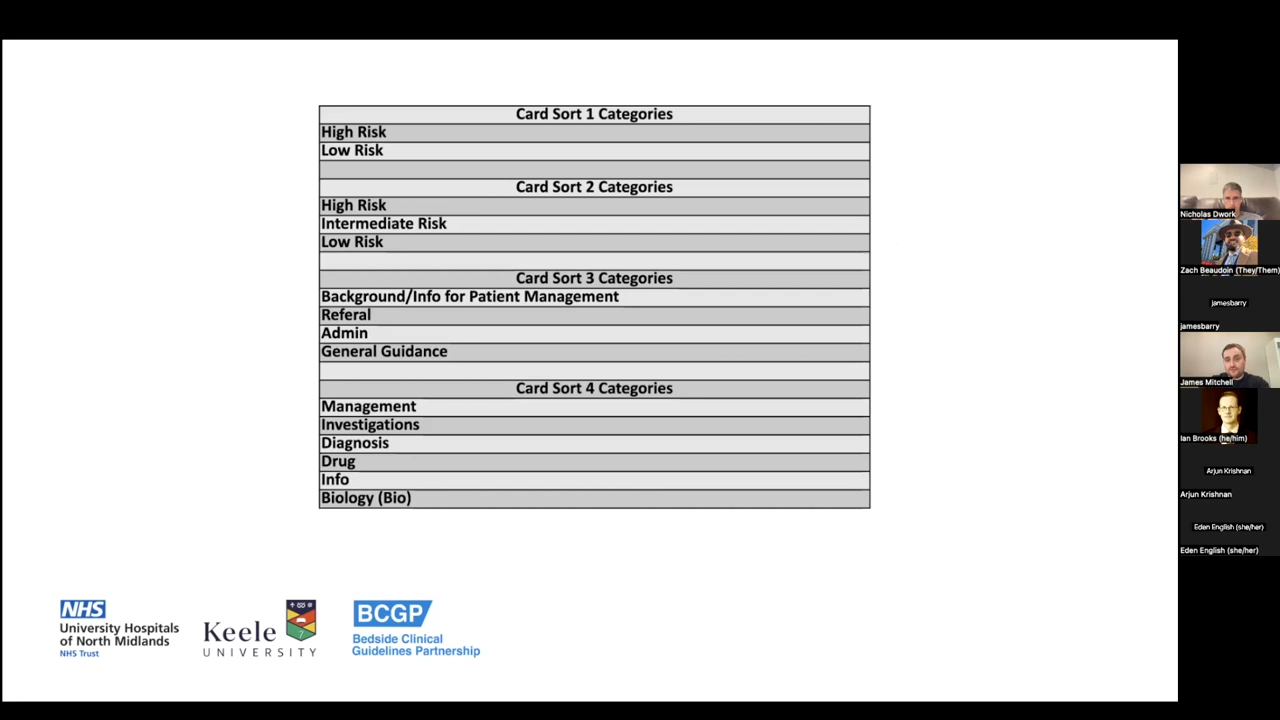 Card Sort 1 Categories
High Risk
Low Risk
Card Sort 2 Categories
High Risk
Intermediate Risk
Low Risk
Card Sort 3 Categories
Background/Info for Patient Management
Referal
Admin
General Guidance
Card Sort 4 Categories
Management
Investigations
Diagnosis
Drug
Info
Biology (Bio)
NHS
University Hospitals
of North Midlands
NHS Trust
Keele
UNIVERSITY
BCGP
Bedside Clinical
Guidelines Partnership
Nicholas Dwork
Zach Beaudoin (They/Them)
jamesbarry
jamesbarry
James Mitchell
Ian Brooks (he/him)
Arjun Krishnan
Arjun Krishnan
Eden English (she/her)
Eden English (she/her)